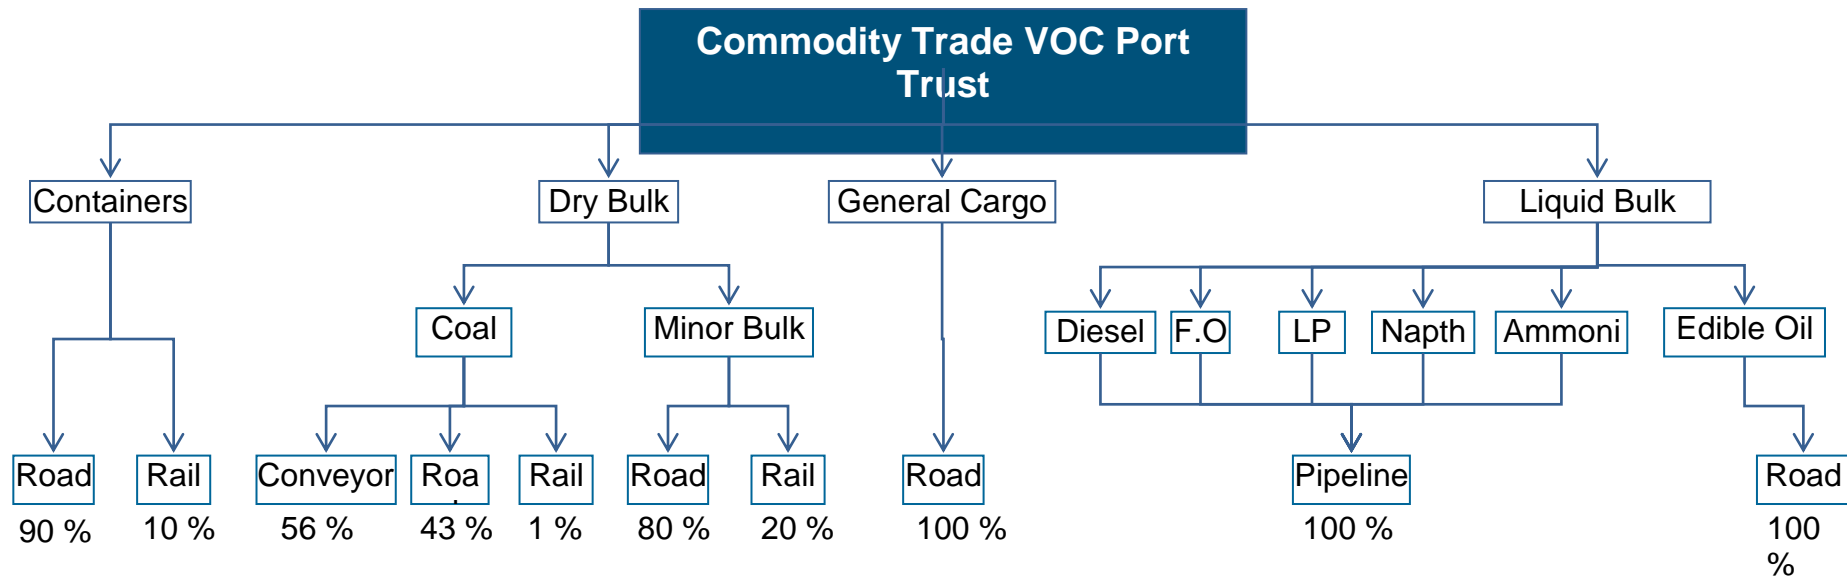 Commodity Trade VOC Port
Trust
Containers
Dry Bulk
General Cargo
Liquid Bulk
Coal
Minor Bulk
Diesel
F.O
LP
Napth
Ammoni
Edible Oil
Road
Rail
Conveyor
Roa
Rail
Road
Rail
Road
Pipeline
Road
90 %
10 %
56 %
43 %
1 %
80 %
20 %
100 %
100 %
100
%